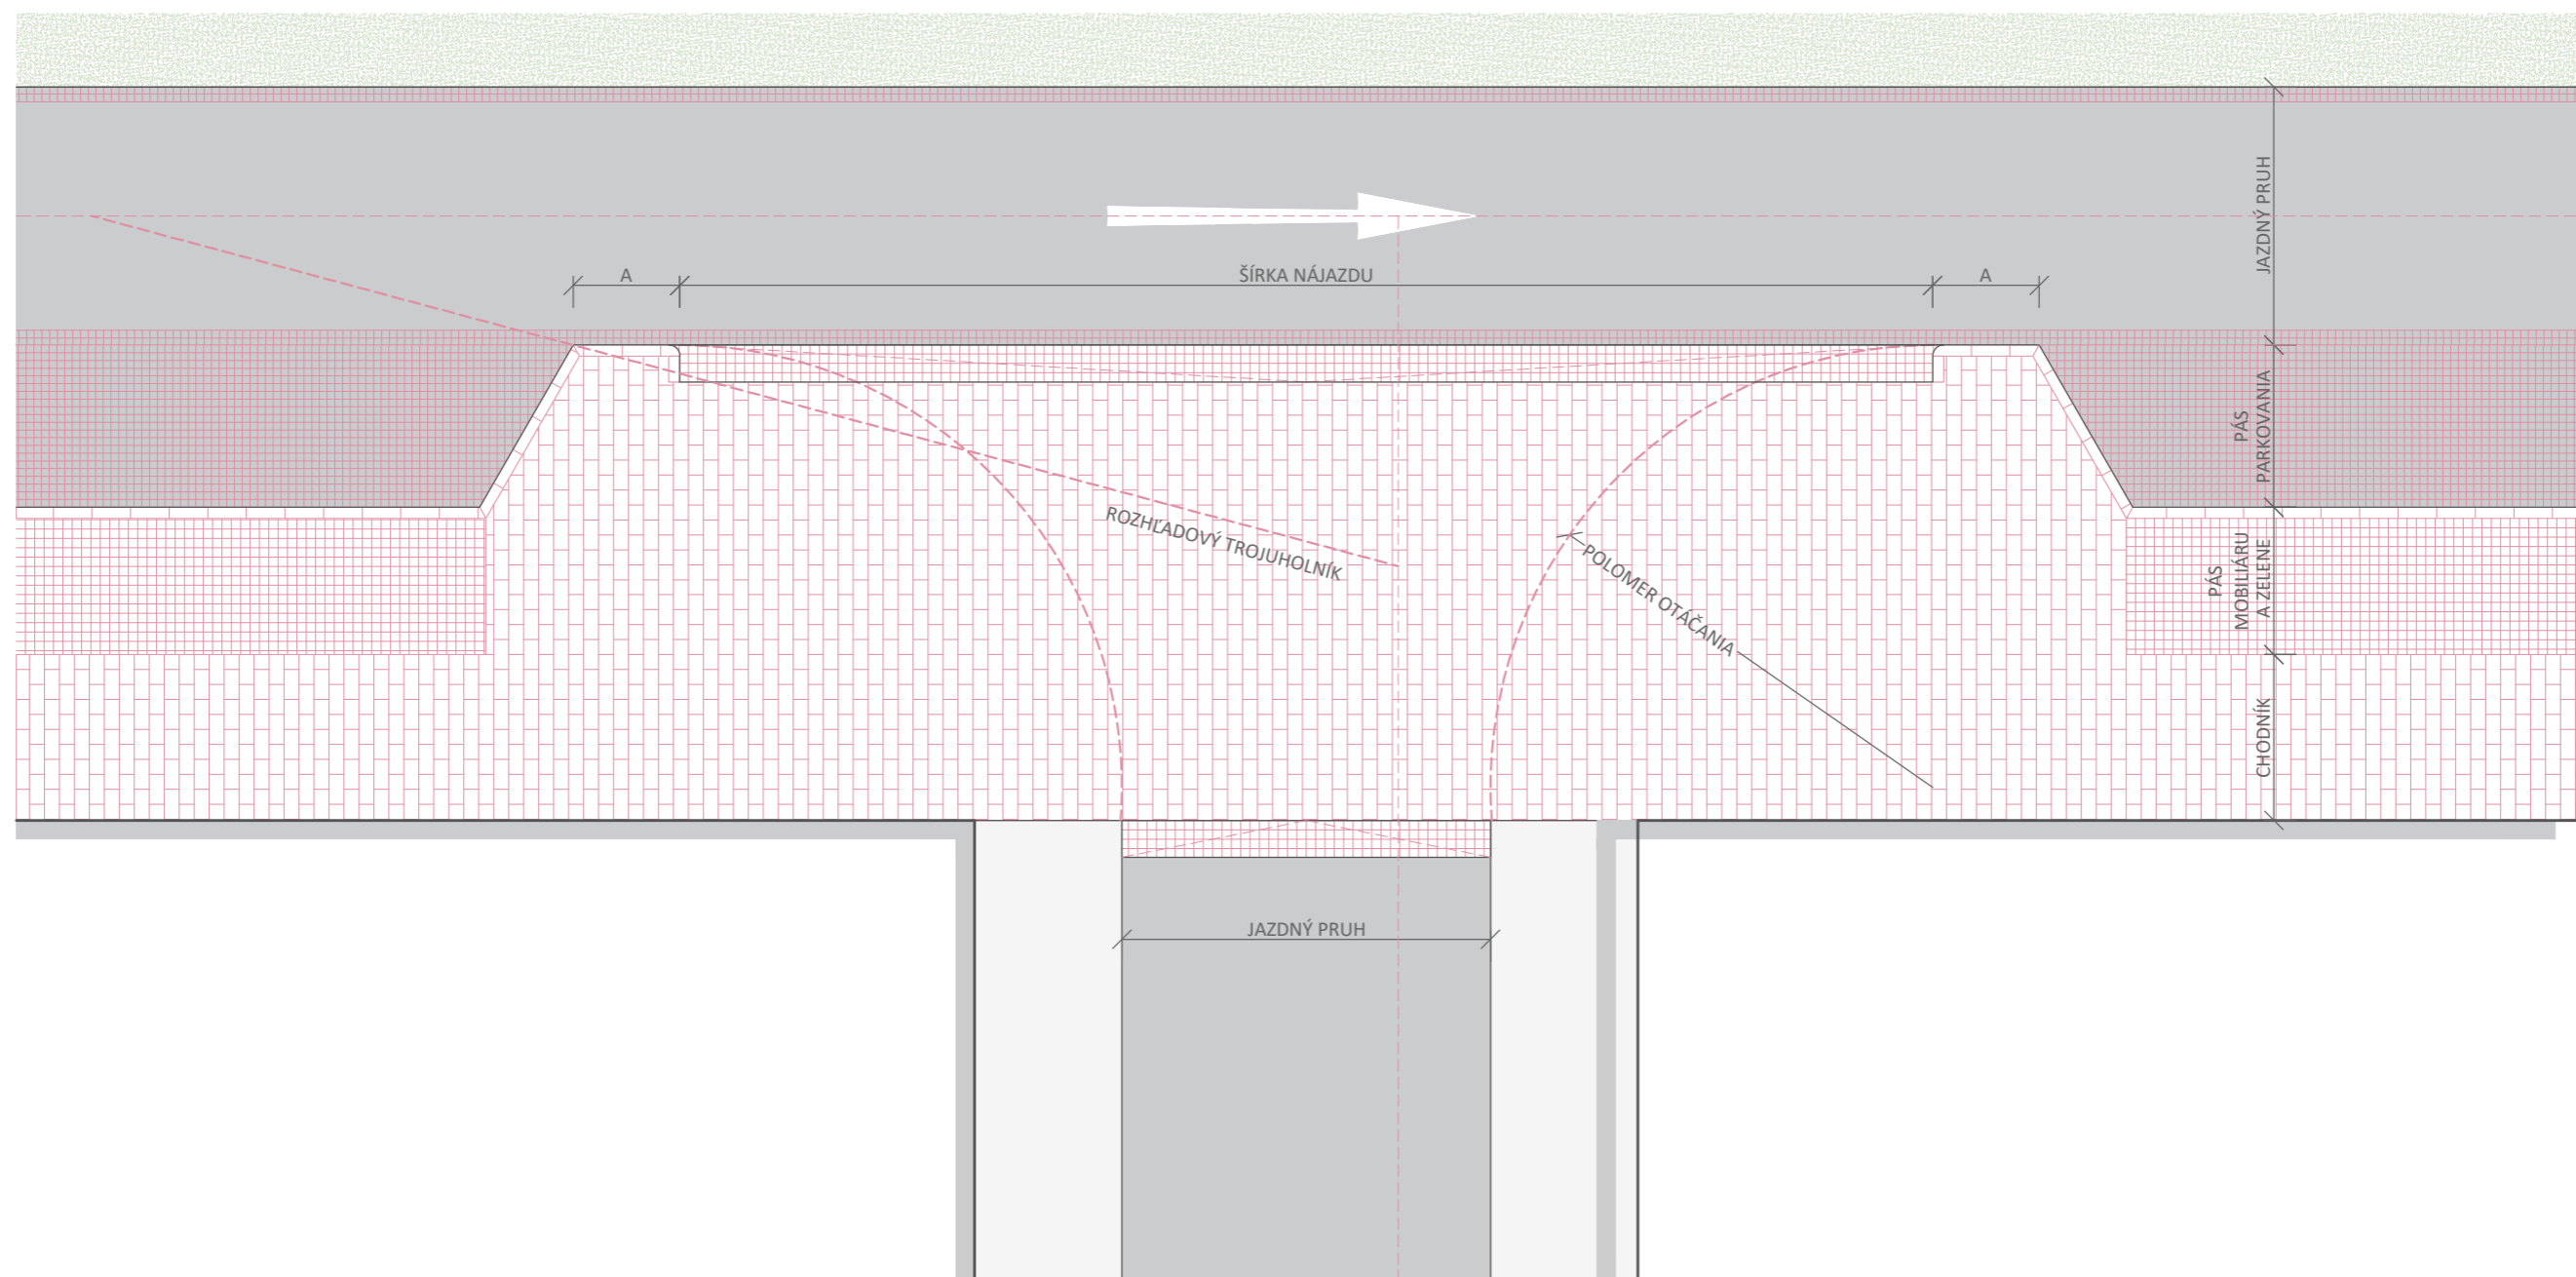 JAZDNÝ PRUH
A
ŠÍRKA NÁJAZDU
A
PÁS
PARKOVANIA
ROZHĽADOVÝ TROJUHOLNÍK
POLOMER OTÁČANIA
PÁS
MOBILIÁRU
A ZELENE
CHODNÍK
JAZDNÝ PRUH